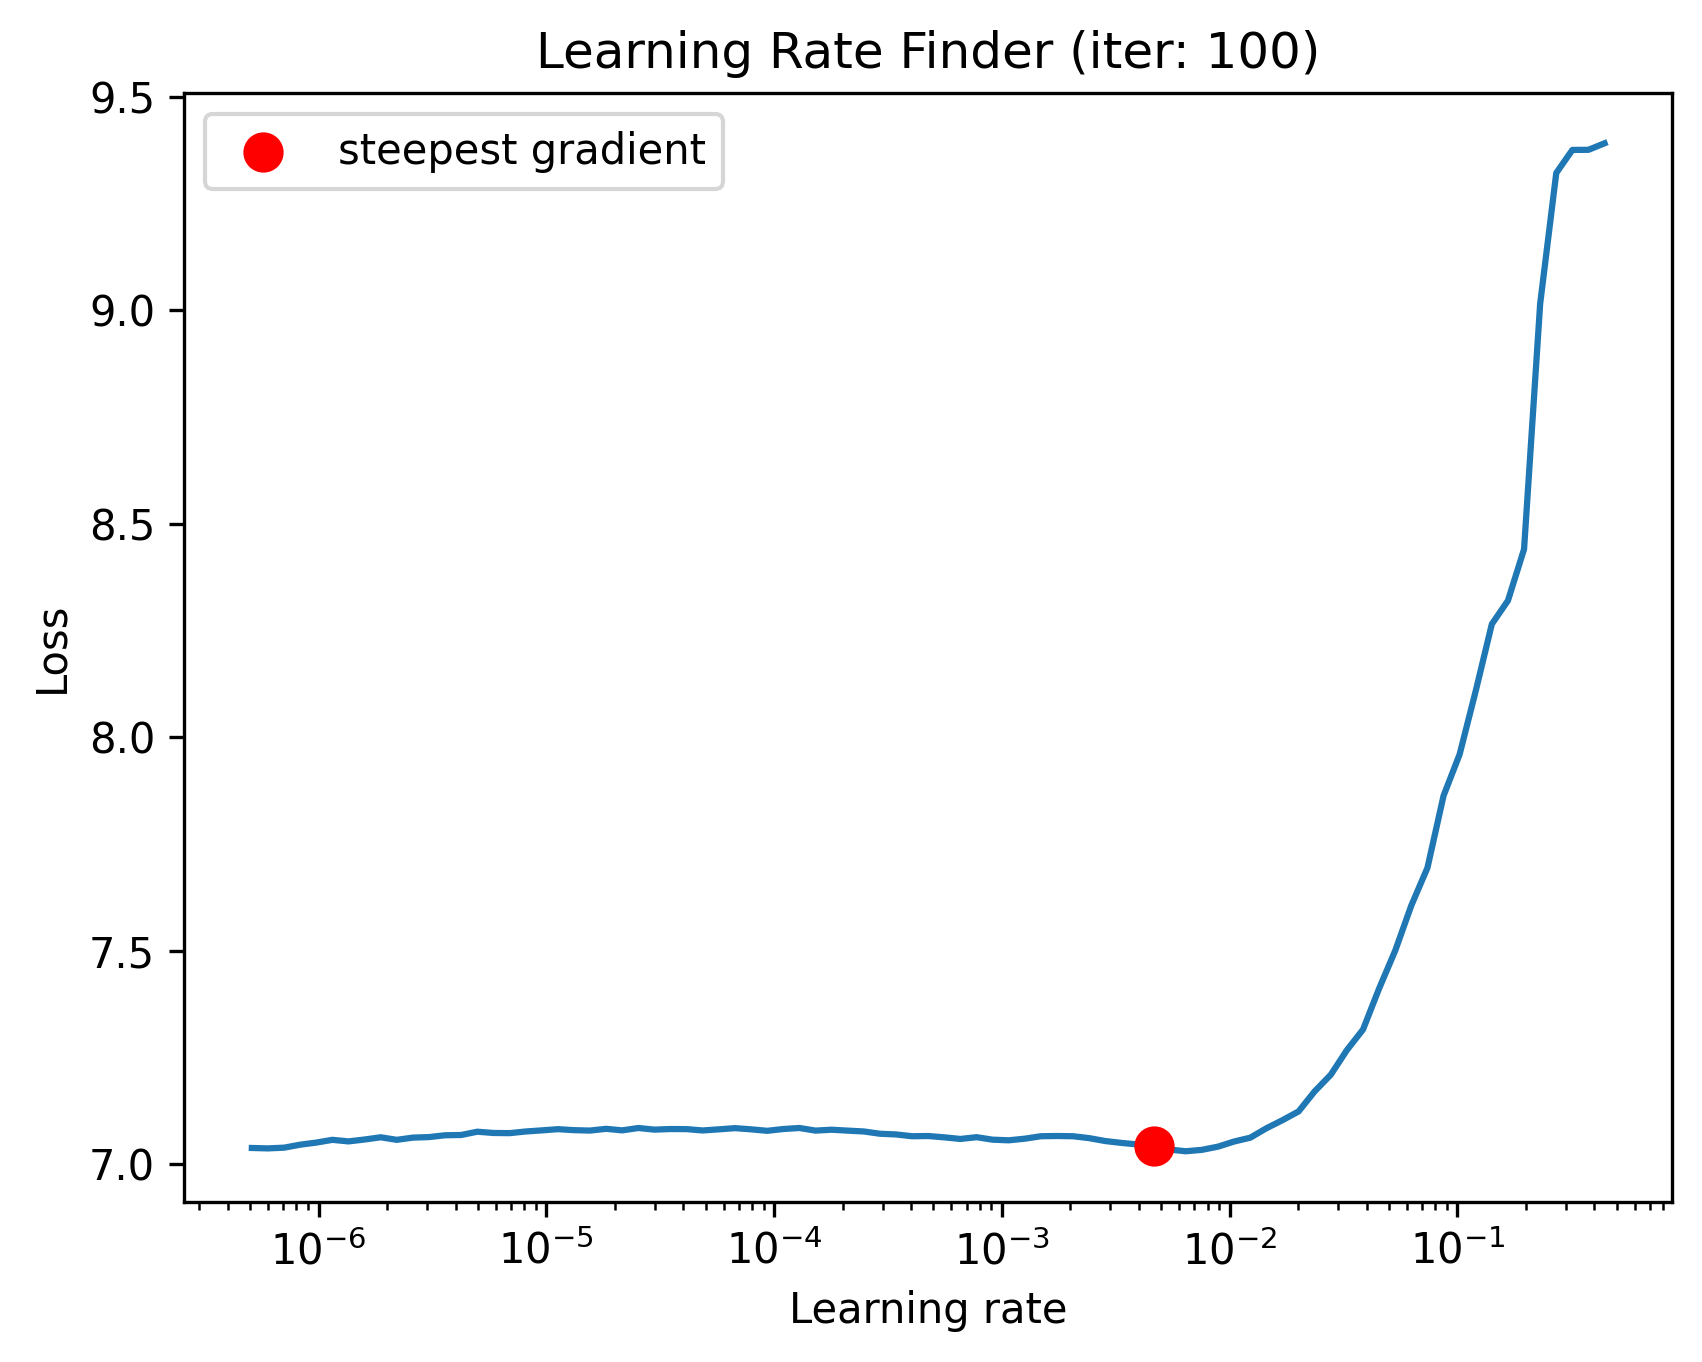 Learning Rate Finder (iter: 100)
steepest gradient
9.5
9.0
8.5
8.0
7.5
7.0
Loss
10⁻⁶ 10⁻⁵ 10⁻⁴ 10⁻³ 10⁻² 10⁻¹
Learning rate